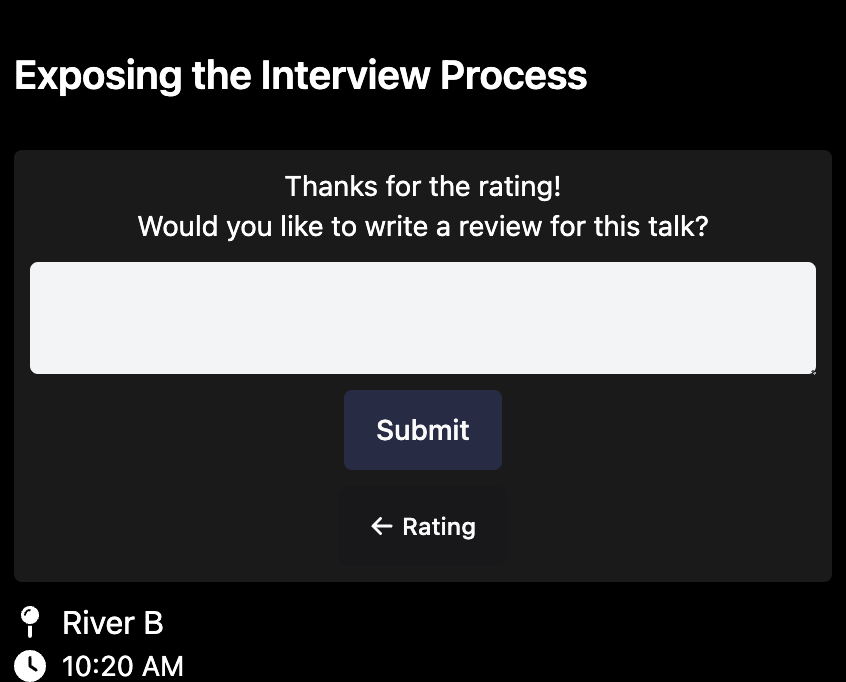 Exposing the Interview Process
Thanks for the rating!
Would you like to write a review for this talk?
Submit
← Rating
River B
10:20 AM